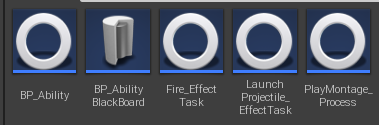 BP_Ability
BP_Ability
BlackBoard
Fire_Effect
Task
Launch
Projectile_
EffectTask
PlayMontage_
Process